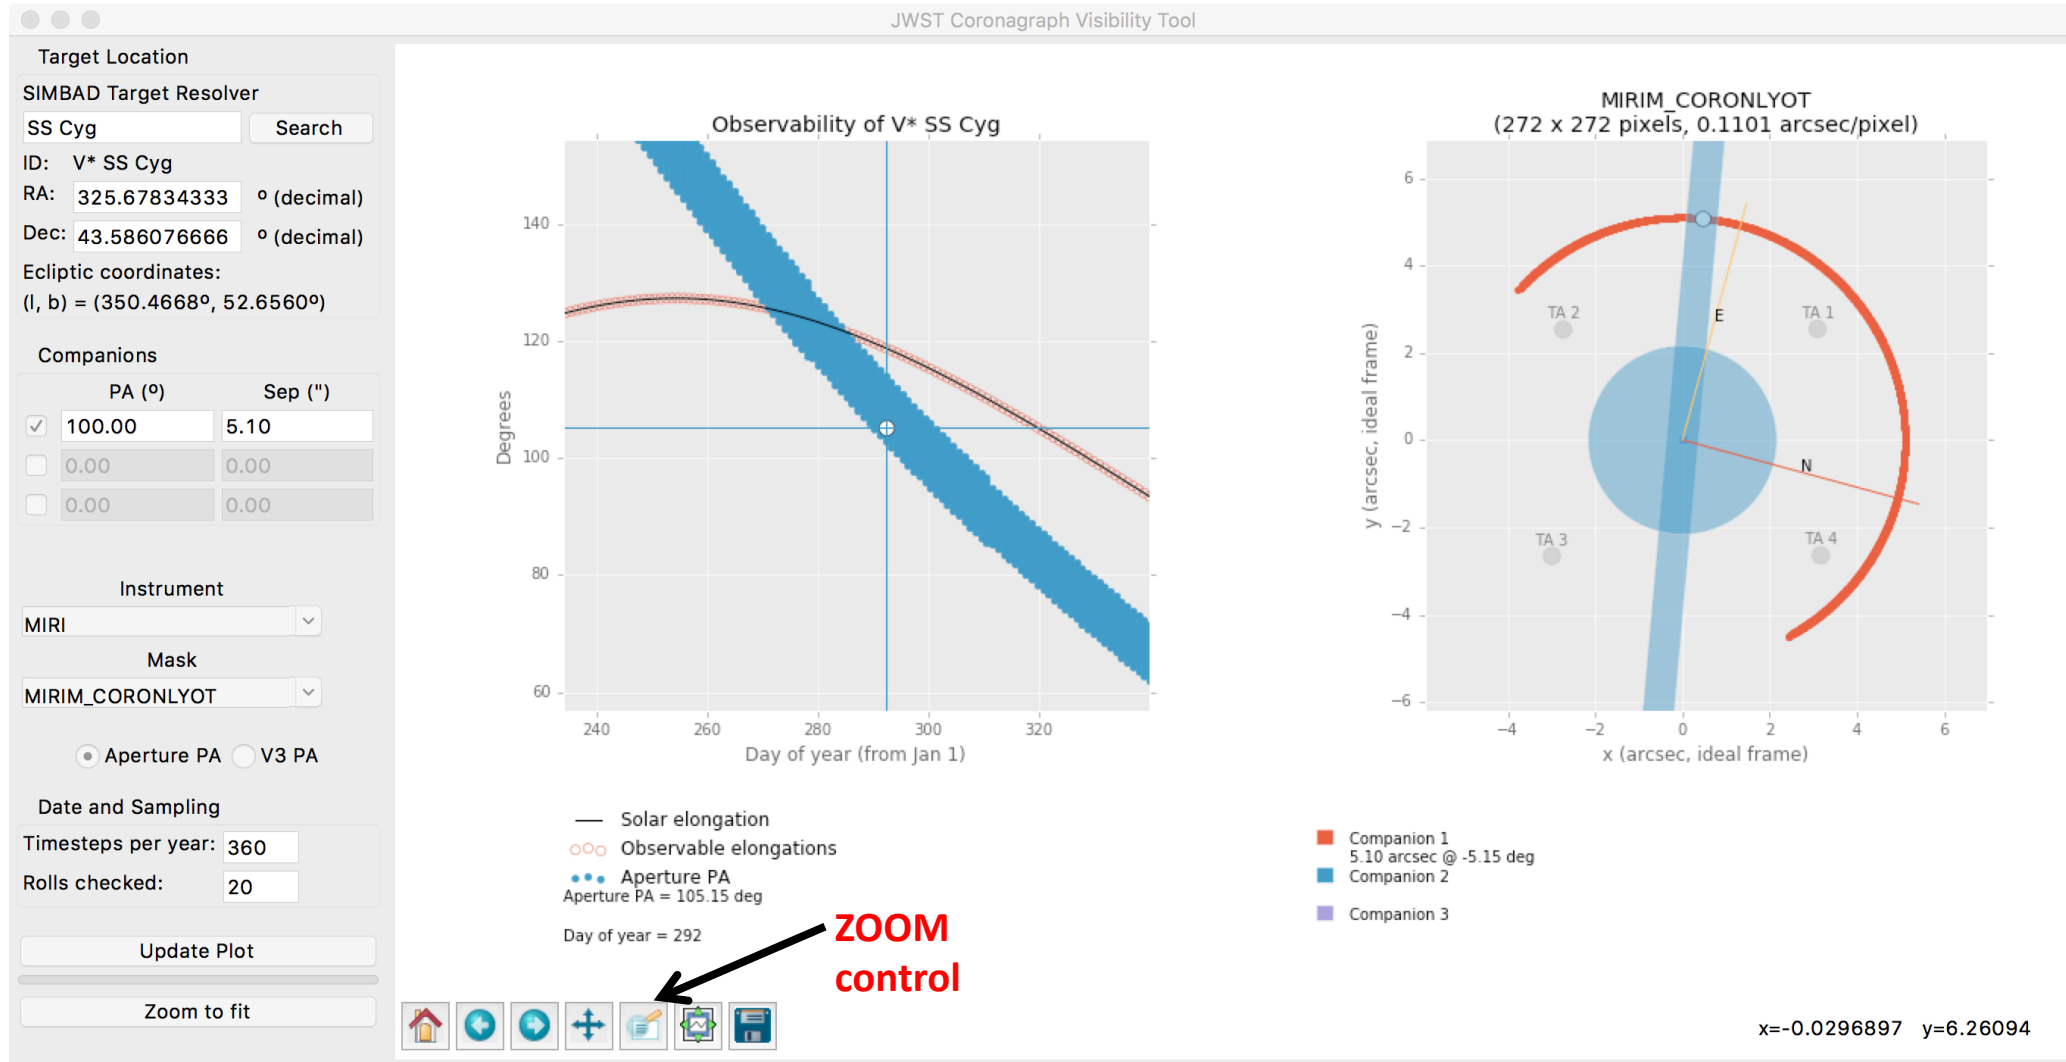 JWST Coronagraph Visibility Tool
Target Location
SIMBAD Target Resolver
SS Cyg
Search
ID: V* SS Cyg
RA: 325.67834333 º (decimal)
Dec: 43.586076666 º (decimal)
Ecliptic coordinates:
(l, b) = (350.4668º, 52.6560º)
Companions
PA (º) Sep (")
100.00 5.10
0.00 0.00
0.00 0.00
Instrument
MIRI
Mask
MIRIM_CORONLYOT
Aperture PA V3 PA
Date and Sampling
Timesteps per year: 360
Rolls checked: 20
Update Plot
Zoom to fit
Observability of V* SS Cyg
Degrees
140
120
100
80
60
240 260 280 300 320
Day of year (from Jan 1)
Solar elongation
Observable elongations
Aperture PA
Aperture PA = 105.15 deg
Day of year = 292
ZOOM
control
MIRIM_CORONLYOT
(272 x 272 pixels, 0.1101 arcsec/pixel)
y (arcsec, ideal frame)
6
4
2
0
−2
−4
−6
TA 2
TA 1
E
N
TA 3
TA 4
−4 −2 0 2 4 6
x (arcsec, ideal frame)
Companion 1
5.10 arcsec @ -5.15 deg
Companion 2
Companion 3
x=-0.0296897 y=6.26094